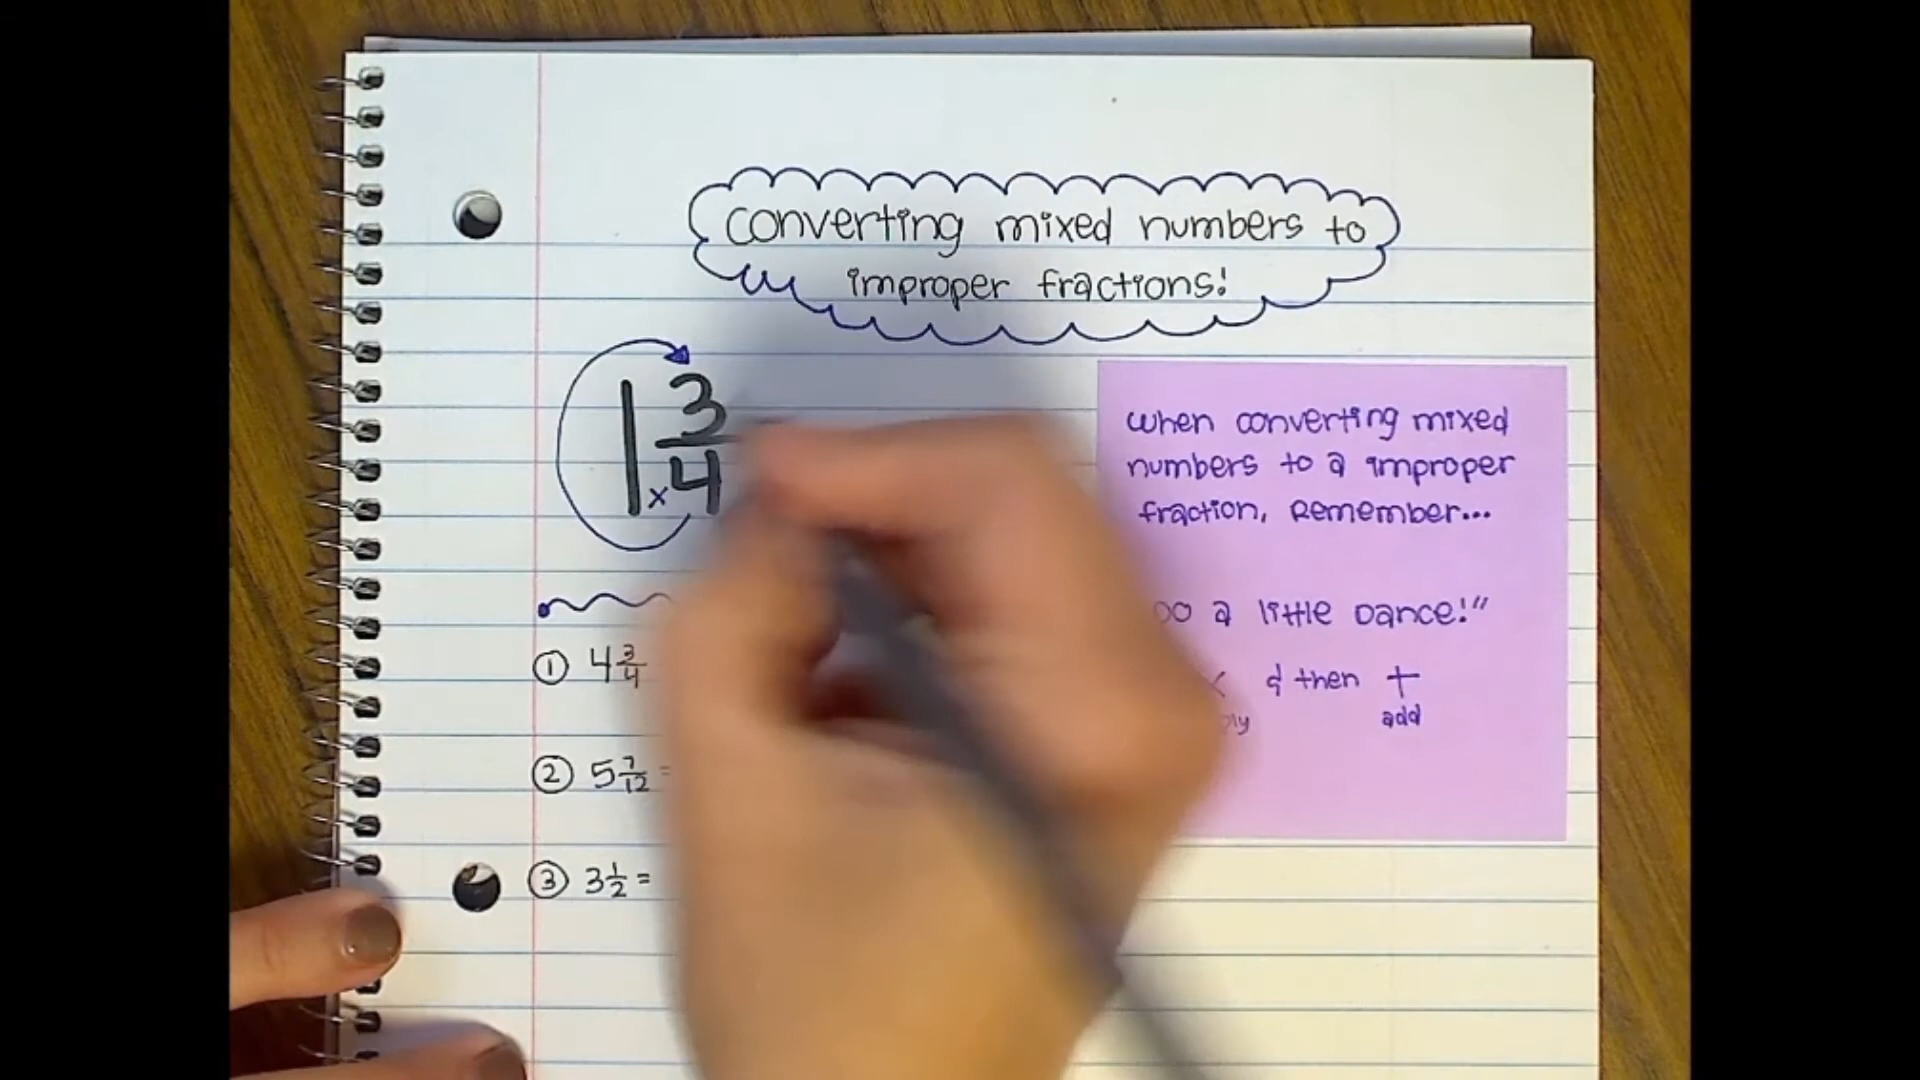 converting mixed numbers to
improper fractions!
1 3/4
×
When converting mixed
numbers to a improper
fraction, Remember...
a little Dance!"
& then +
add
① 4 3/4
② 5 7/12 =
③ 3 1/2 =